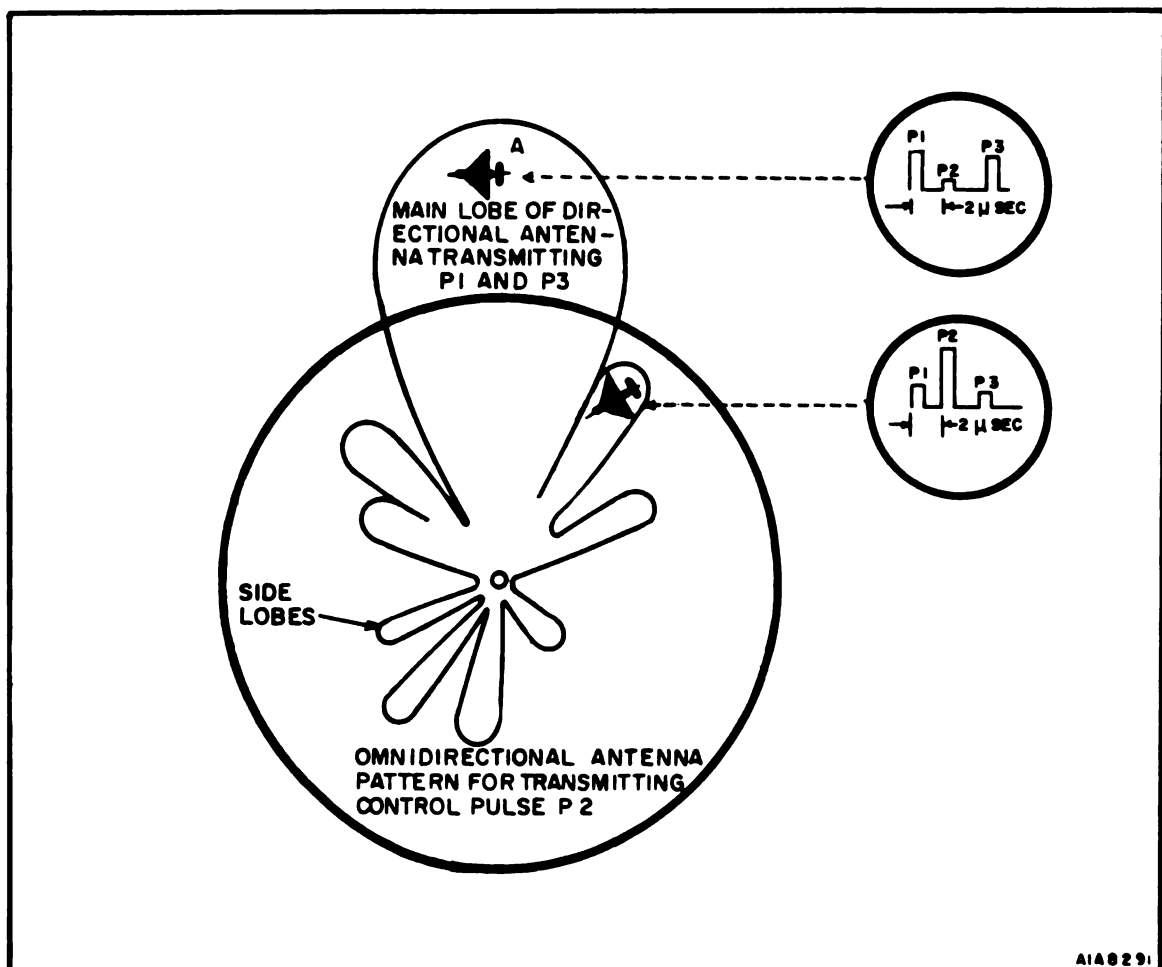 A
MAIN LOBE OF DIR-
ECTIONAL ANTEN-
NA TRANSMITTING
P1 AND P3
P1
P2
P3
2 µ SEC
P2
P1
P3
2 µ SEC
SIDE
LOBES
OMNIDIRECTIONAL ANTENNA
PATTERN FOR TRANSMITTING
CONTROL PULSE P2
A1A8291